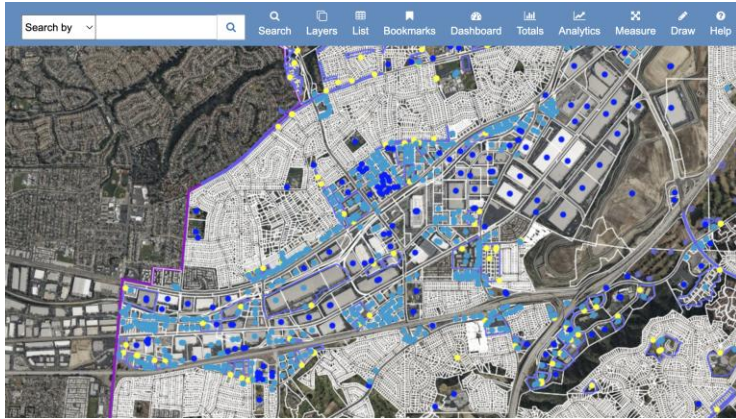 Search by
Search
Layers
List
Bookmarks
Dashboard
Totals
Analytics
Measure
Draw
Help